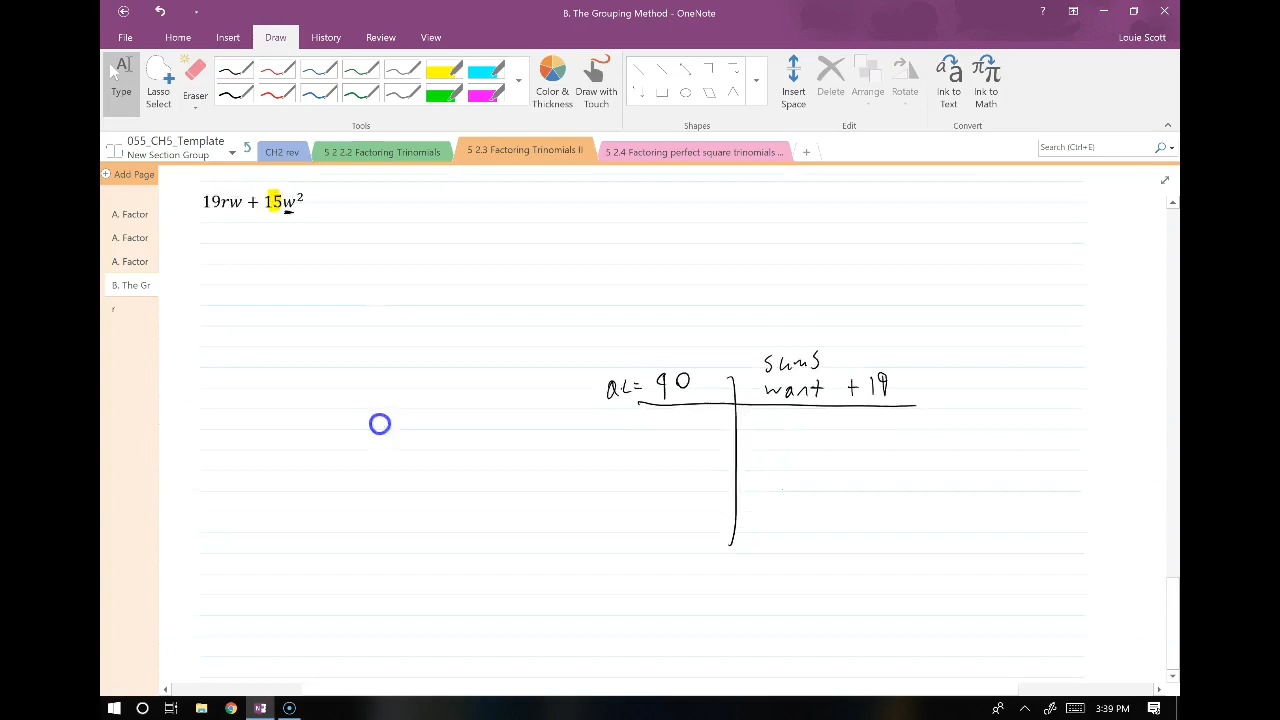 B. The Grouping Method - OneNote
?
File Home Insert Draw History Review View
Louie Scott
Type
Lasso Select
Eraser
Color & Thickness
Draw with Touch
Insert Space
Delete
Arrange
Rotate
Ink to Text
Ink to Math
Tools
Shapes
Edit
Convert
055_CH5_Template
New Section Group
CH2 rev
5 2 2.2 Factoring Trinomials
5 2.3 Factoring Trinomials II
5 2.4 Factoring perfect square trinomials ...
Search (Ctrl+E)
Add Page
A. Factor
A. Factor
A. Factor
B. The Gr
r
19rw + 15w²
sums
ac= 90 want +19
3:39 PM